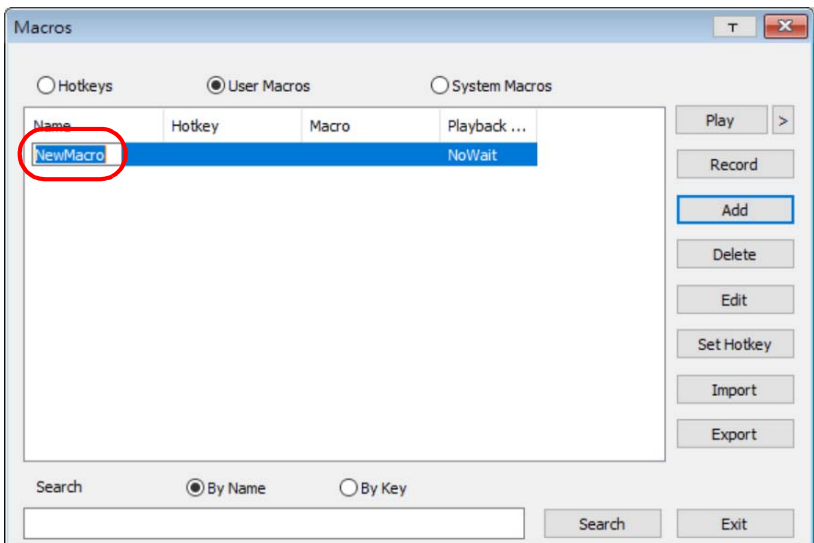 Macros T
Hotkeys User Macros System Macros
Name Hotkey Macro Playback ... Play >
NewMacro NoWait
Record
Add
Delete
Edit
Set Hotkey
Import
Export
Search By Name By Key
Search Exit